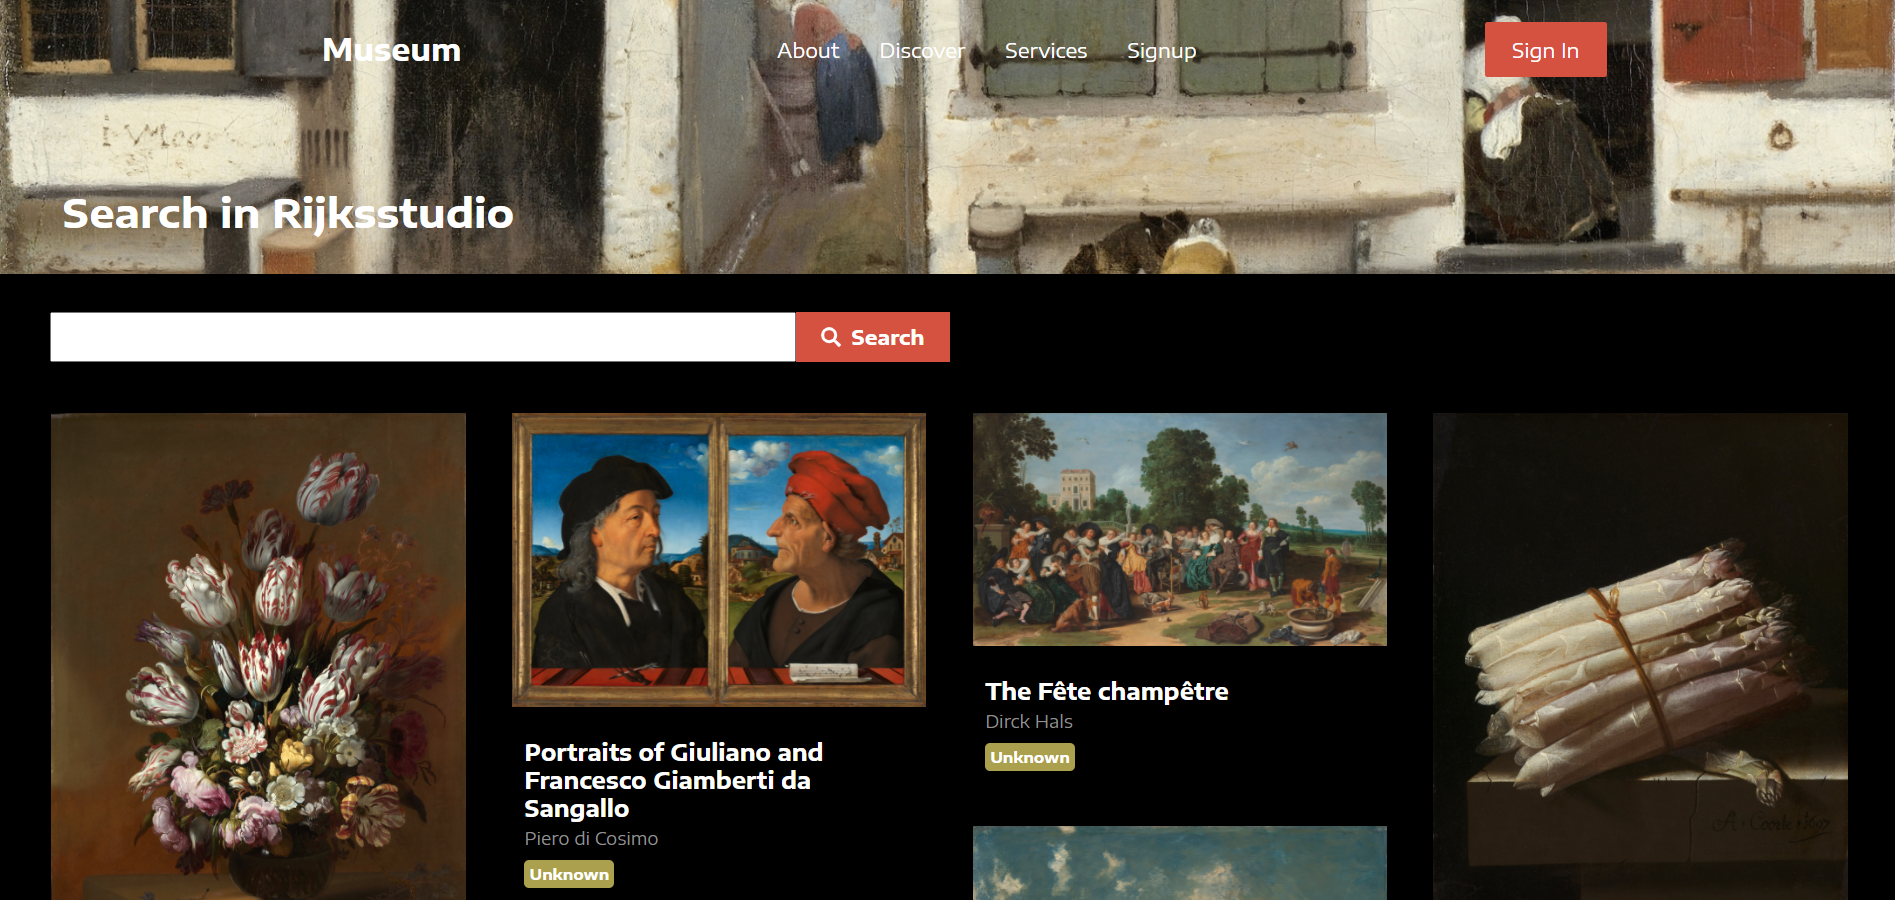 Museum
About
Discover
Services
Signup
Sign In
Search in Rijksstudio
Search
Portraits of Giuliano and
Francesco Giamberti da
Sangallo
Piero di Cosimo
Unknown
The Fête champêtre
Dirck Hals
Unknown